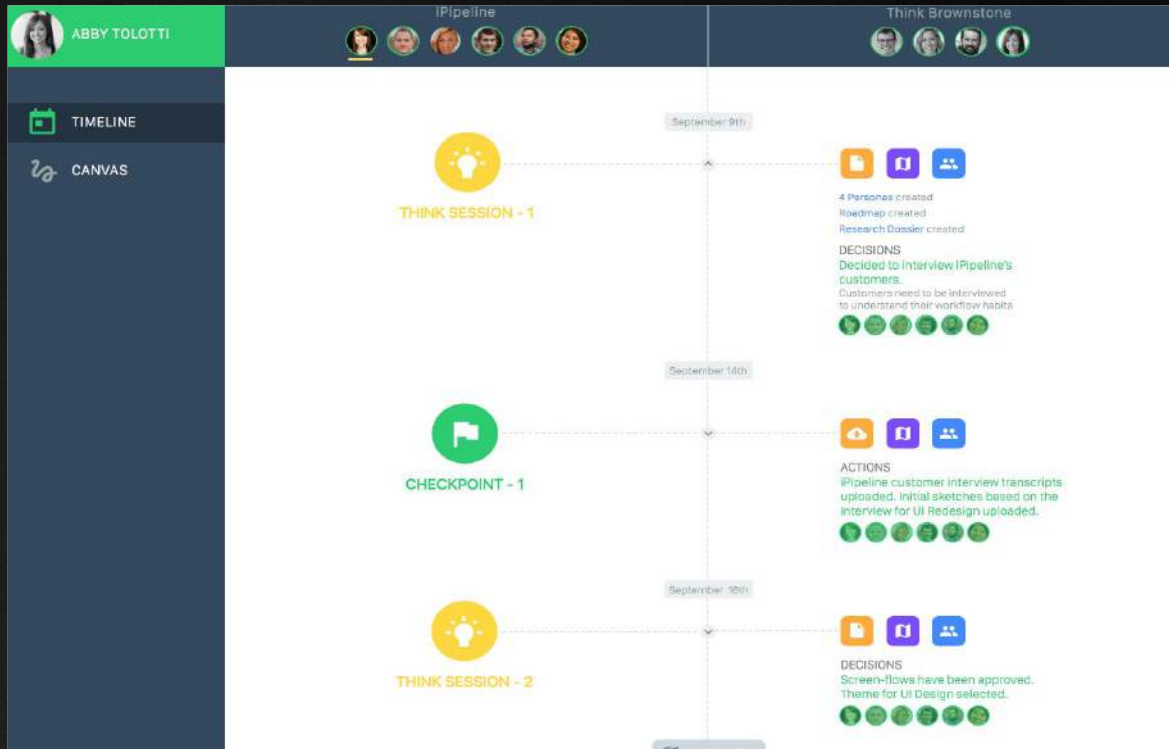 iPipeline
Think Brownstone
ABBY TOLOTTI
TIMELINE
CANVAS
September 9th
THINK SESSION - 1
4 Personas created
Roadmap created
Research Dossier created
DECISIONS
Decided to interview iPipeline's
customers.
Customers need to be interviewed
to understand their workflow habits
September 14th
CHECKPOINT - 1
ACTIONS
iPipeline customer interview transcripts
uploaded. Initial sketches based on the
Interview for UI Redesign uploaded.
September
THINK SESSION - 2
DECISIONS
Screen-flows have been approved.
Theme for UI Design selected.